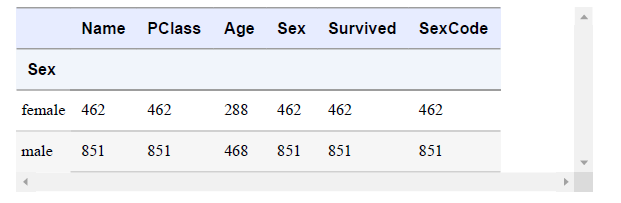 Name PClass Age Sex Survived SexCode
Sex
female 462 462 288 462 462 462
male 851 851 468 851 851 851